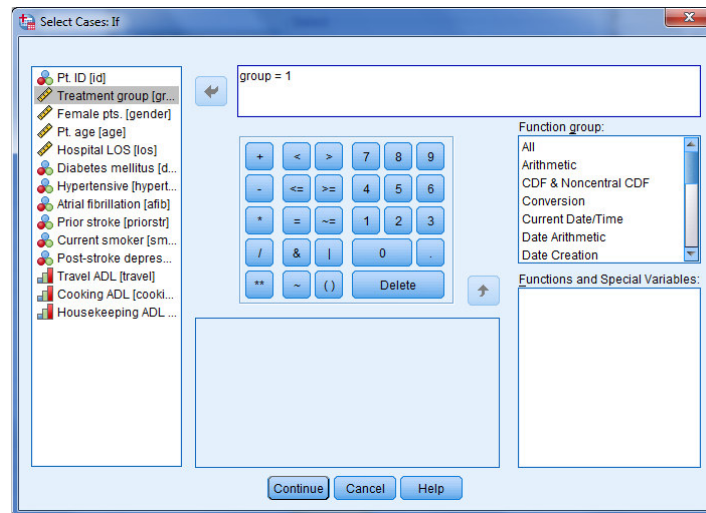 Select Cases: If
Pt. ID [id]
Treatment group [gr...
Female pts. [gender]
Pt. age [age]
Hospital LOS [los]
Diabetes mellitus [d...
Hypertensive [hypert...
Atrial fibrillation [afib]
Prior stroke [priorstr]
Current smoker [sm...
Post-stroke depres...
Travel ADL [travel]
Cooking ADL [cooki...
Housekeeping ADL ...
group = 1
+ < > 7 8 9
- <= >= 4 5 6
* = ~= 1 2 3
/ & | 0 .
** ~ () Delete
Function group:
All
Arithmetic
CDF & Noncentral CDF
Conversion
Current Date/Time
Date Arithmetic
Date Creation
Functions and Special Variables:
Continue Cancel Help